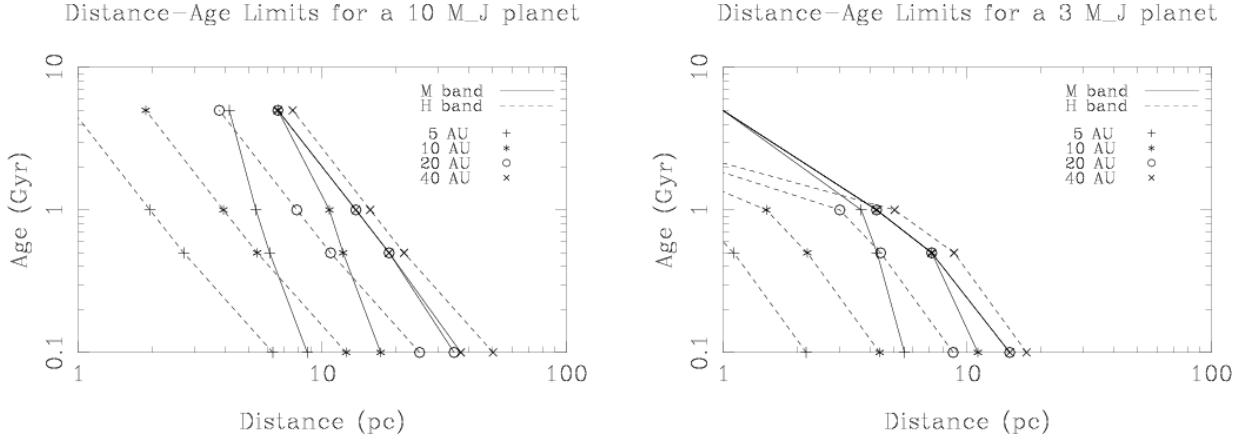 Distance-Age Limits for a 10 M_J planet
10
1
0.1
Age (Gyr)
M band
H band
5 AU
10 AU
20 AU
40 AU
1
10
100
Distance (pc)
Distance-Age Limits for a 3 M_J planet
10
1
0.1
Age (Gyr)
M band
H band
5 AU
10 AU
20 AU
40 AU
1
10
100
Distance (pc)